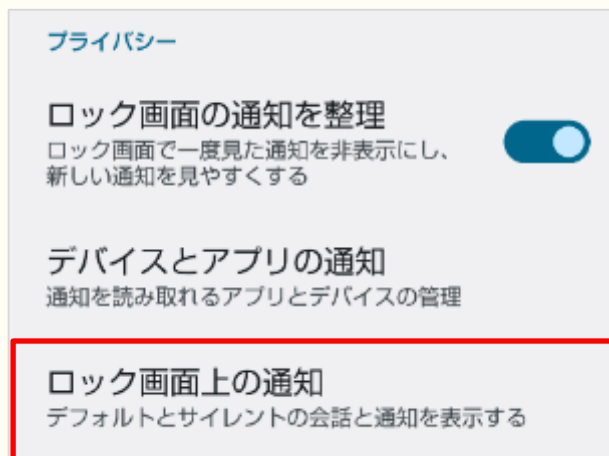 プライバシー
ロック画面の通知を整理
ロック画面で一度見た通知を非表示にし、
新しい通知を見やすくする
デバイスとアプリの通知
通知を読み取れるアプリとデバイスの管理
ロック画面上の通知
デフォルトとサイレントの会話と通知を表示する